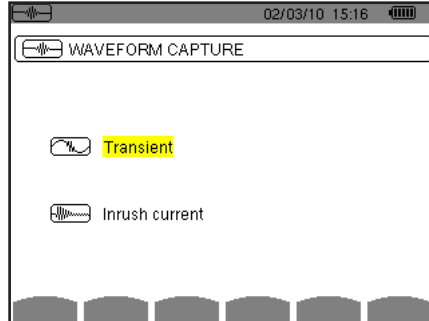 02/03/10 15:16
WAVEFORM CAPTURE
Transient
Inrush current